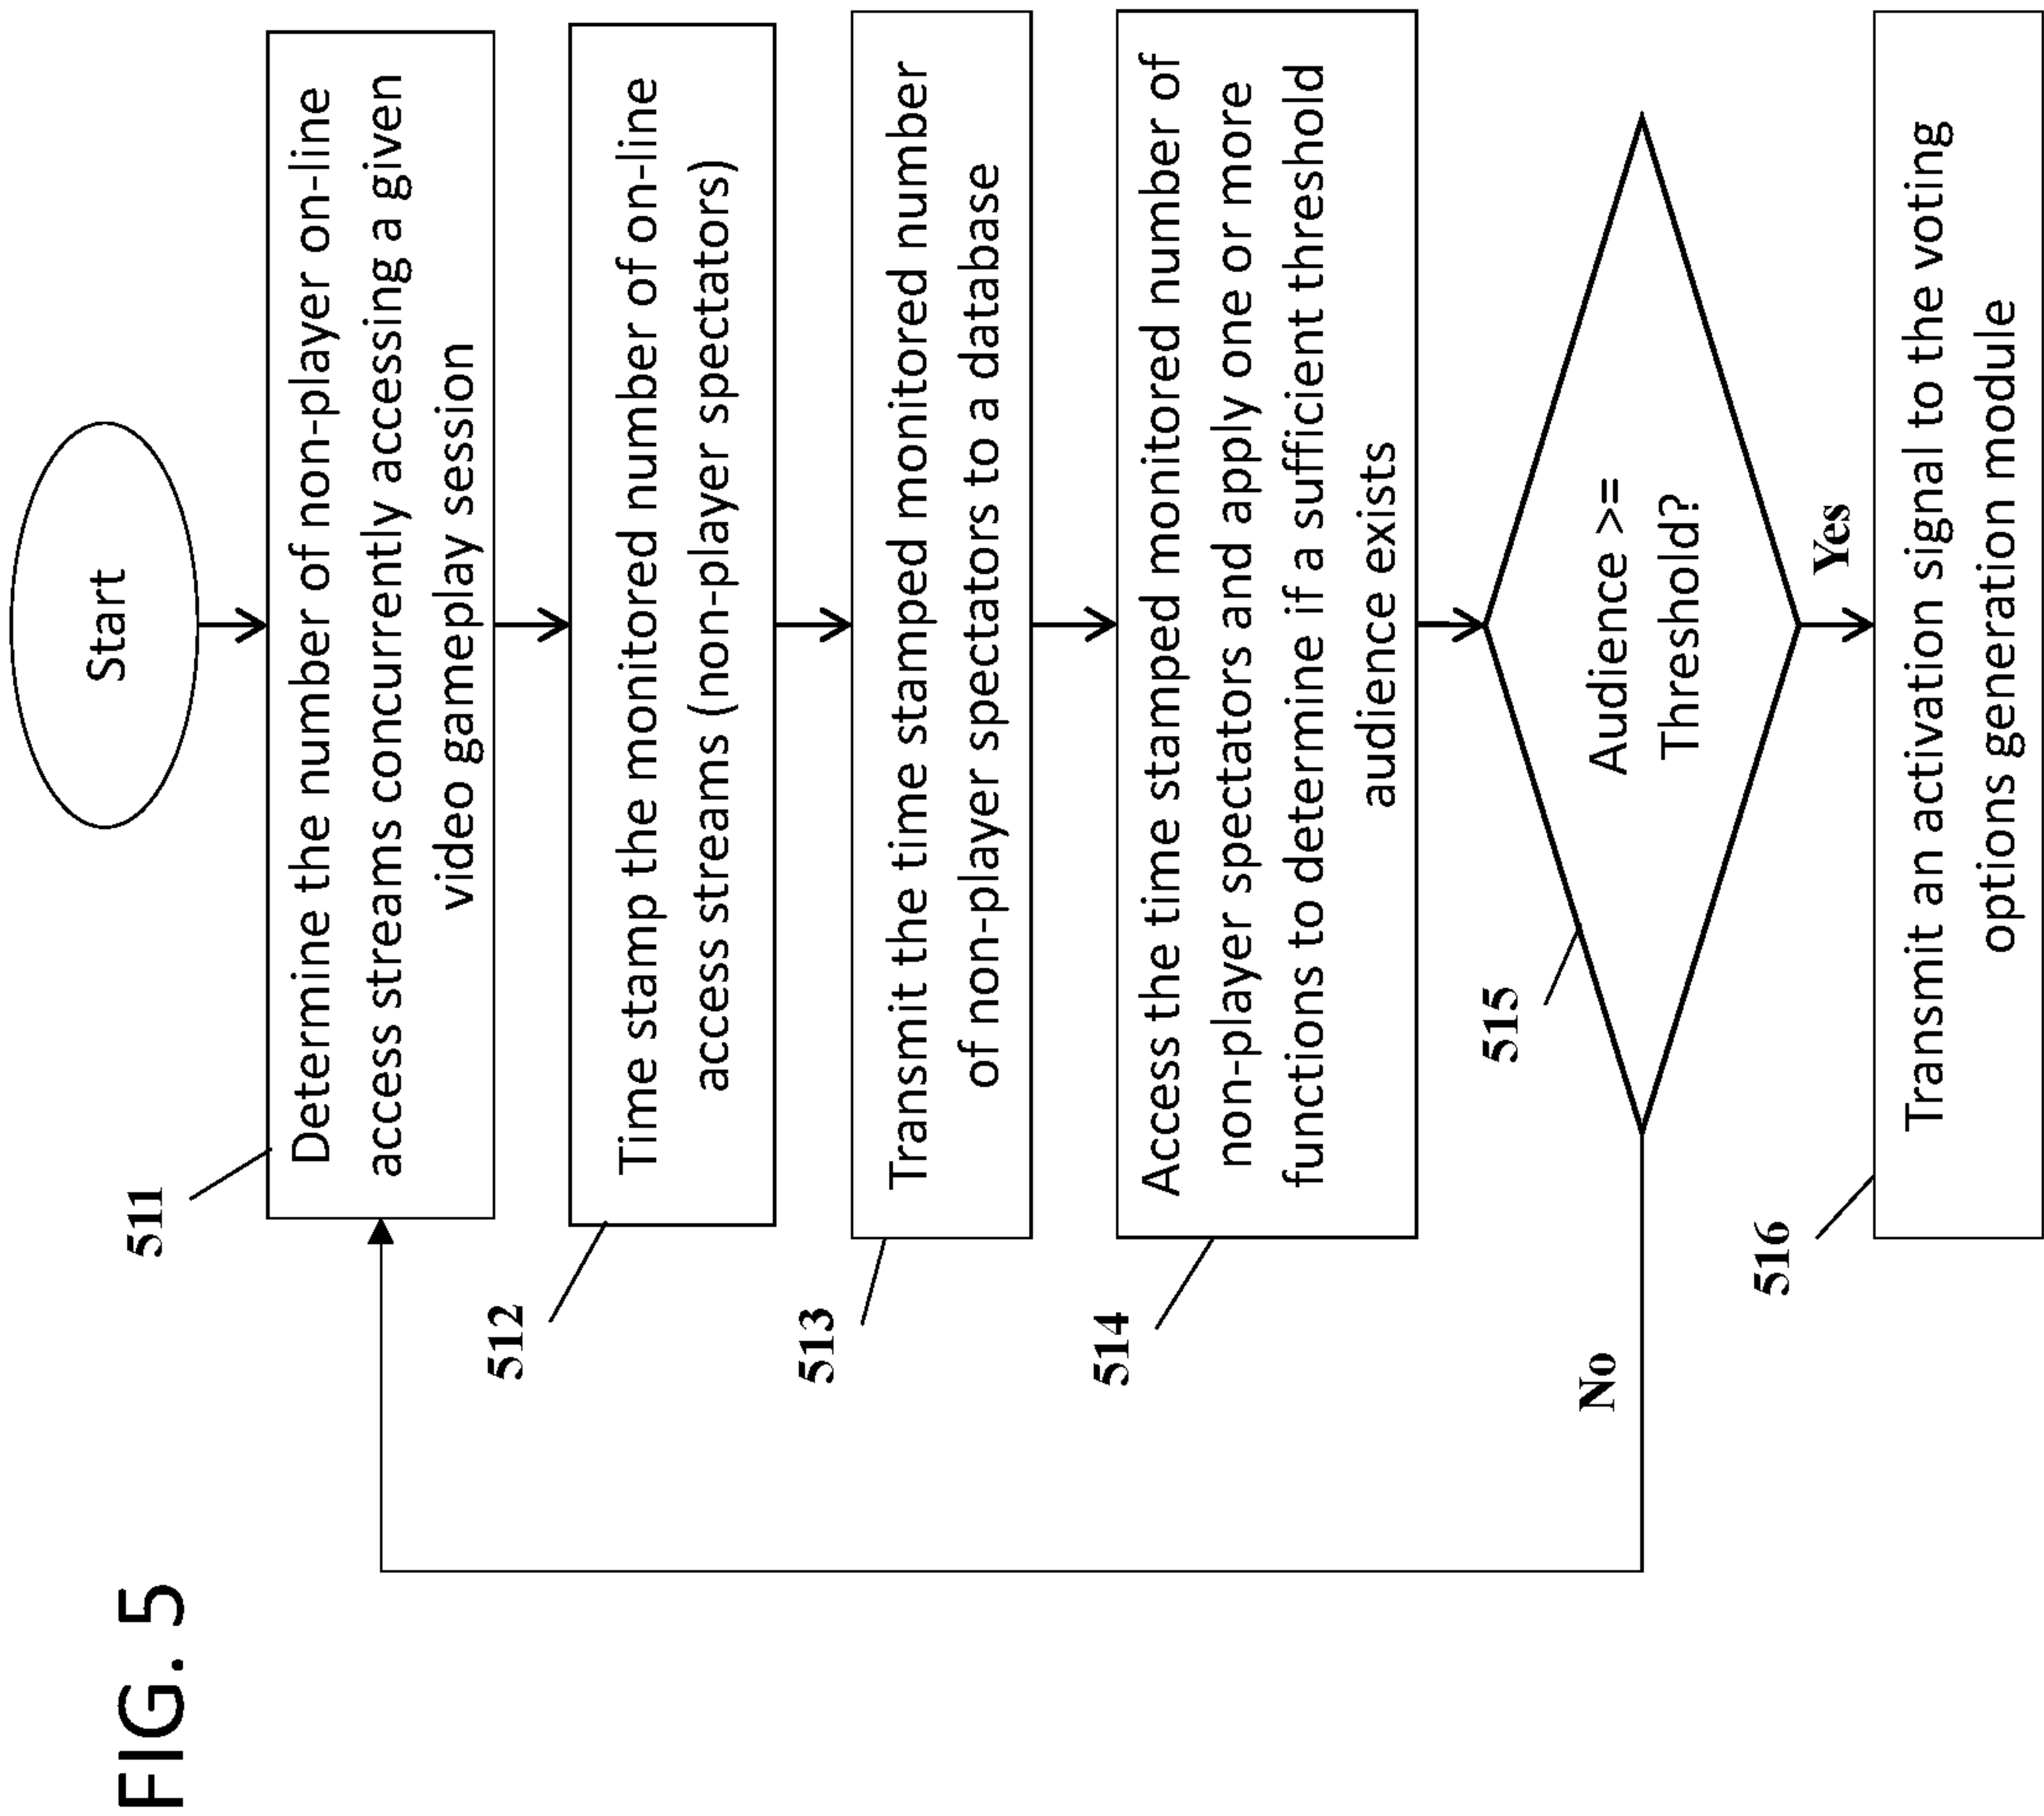 FIG. 5
Start
511
Determine the number of non-player on-line
access streams concurrently accessing a given
video gameplay session
512
Time stamp the monitored number of on-line
access streams (non-player spectators)
513
Transmit the time stamped monitored number
of non-player spectators to a database
514
Access the time stamped monitored number of
non-player spectators and apply one or more
functions to determine if a sufficient threshold
audience exists
515
Audience >=
Threshold?
No
Yes
516
Transmit an activation signal to the voting
options generation module